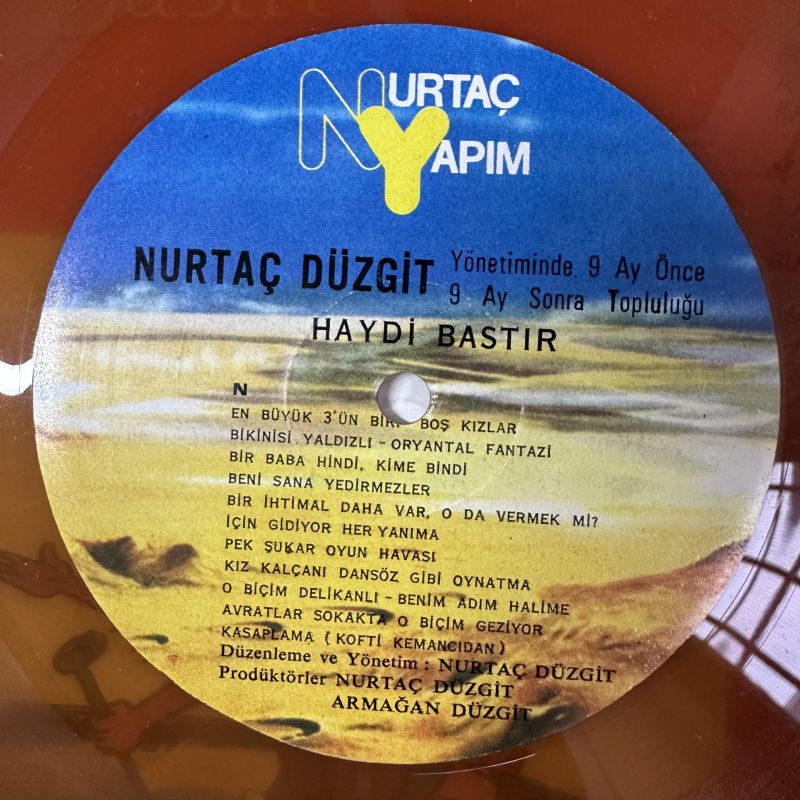 NURTAÇ
YAPIM
NURTAÇ DÜZGİT Yönetiminde 9 Ay Önce
9 Ay Sonra Topluluğu
HAYDİ BASTIR
N
EN BÜYÜK 3'ÜN BİRİ - BOŞ KIZLAR
BİKİNİSİ YALDIZLI - ORYANTAL FANTAZİ
BİR BABA HİNDİ, KİME BİNDİ
BENİ SANA YEDİRMEZLER
BİR İHTİMAL DAHA VAR, O DA VERMEK Mİ?
İÇİN GİDİYOR HER YANIMA
PEK ŞUKAR OYUN HAVASI
KIZ KALÇANI DANSÖZ GİBİ OYNATMA
O BİÇİM DELİKANLI - BENİM ADIM HALİME
AVRATLAR SOKAKTA O BİÇİM GEZİYOR
KASAPLAMA (KOFTİ KEMANCIDAN)
Düzenleme ve Yönetim : NURTAÇ DÜZGİT
Prodüktörler NURTAÇ DÜZGİT
ARMAĞAN DÜZGİT